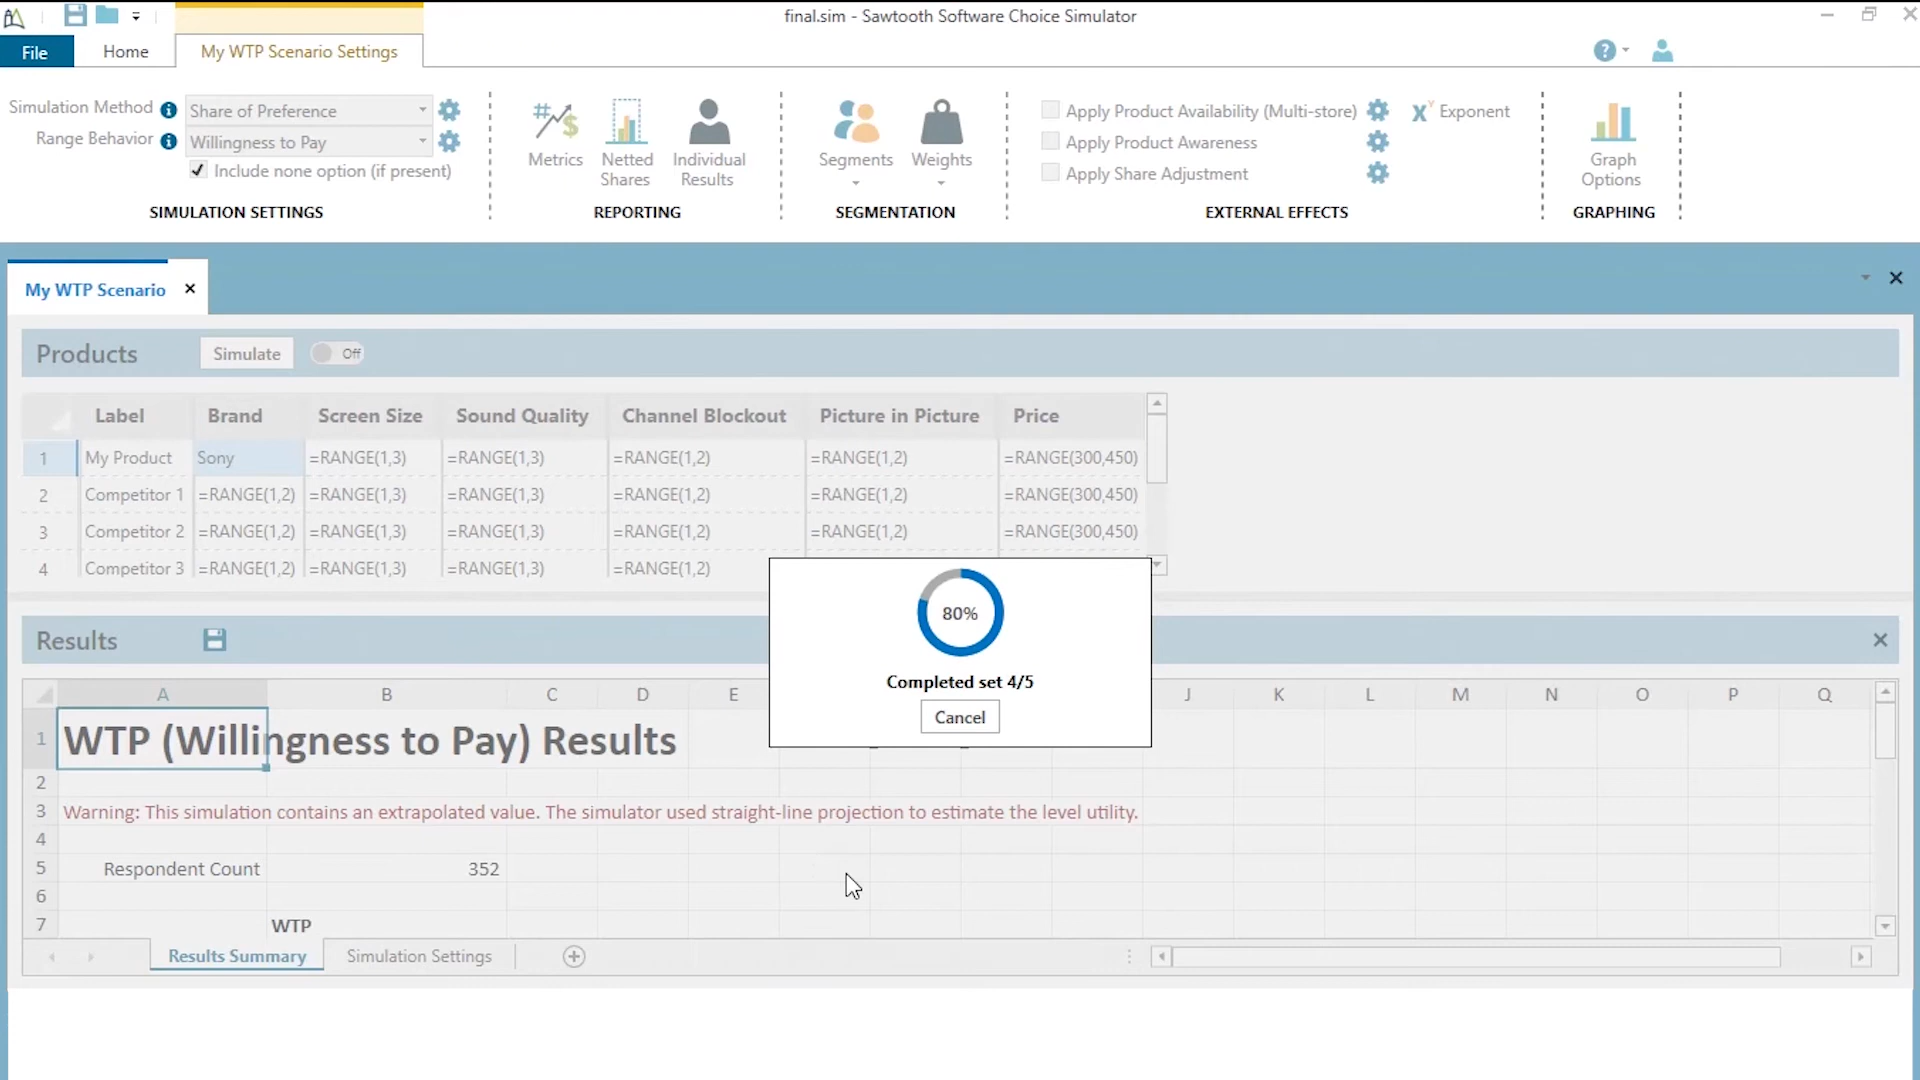 final.sim - Sawtooth Software Choice Simulator
File Home My WTP Scenario Settings
Simulation Method Share of Preference
Range Behavior Willingness to Pay
Include none option (if present)
SIMULATION SETTINGS
Metrics
Netted Shares
Individual Results
REPORTING
Segments
Weights
SEGMENTATION
Apply Product Availability (Multi-store)
Apply Product Awareness
Apply Share Adjustment
X^Y Exponent
EXTERNAL EFFECTS
Graph Options
GRAPHING
My WTP Scenario
Products Simulate Off
Label Brand Screen Size Sound Quality Channel Blockout Picture in Picture Price
1 My Product Sony =RANGE(1,3) =RANGE(1,3) =RANGE(1,2) =RANGE(1,2) =RANGE(300,450)
2 Competitor 1 =RANGE(1,2) =RANGE(1,3) =RANGE(1,3) =RANGE(1,2) =RANGE(1,2) =RANGE(300,450)
3 Competitor 2 =RANGE(1,2) =RANGE(1,3) =RANGE(1,3) =RANGE(1,2) =RANGE(1,2) =RANGE(300,450)
4 Competitor 3 =RANGE(1,2) =RANGE(1,3) =RANGE(1,3) =RANGE(1,2)
80%
Completed set 4/5
Cancel
Results
A B C D E J K L M N O P Q
1 WTP (Willingness to Pay) Results
2
3 Warning: This simulation contains an extrapolated value. The simulator used straight-line projection to estimate the level utility.
4
5 Respondent Count 352
6
7 WTP
Results Summary Simulation Settings